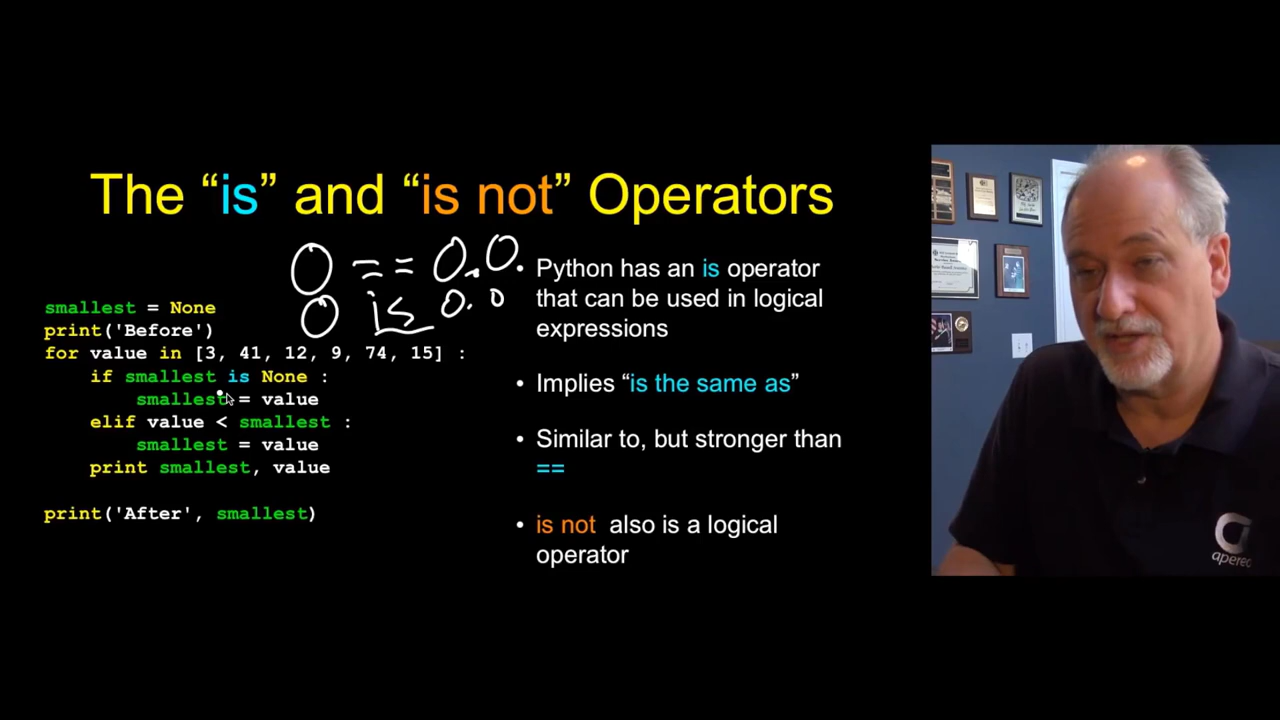 The “is” and “is not” Operators
0 == 0.0
0 is 0.0
smallest = None
print('Before')
for value in [3, 41, 12, 9, 74, 15] :
if smallest is None :
smallest = value
elif value < smallest :
smallest = value
print smallest, value
print('After', smallest)
• Python has an is operator
that can be used in logical
expressions
• Implies “is the same as”
• Similar to, but stronger than
==
• is not also is a logical
operator
apereo